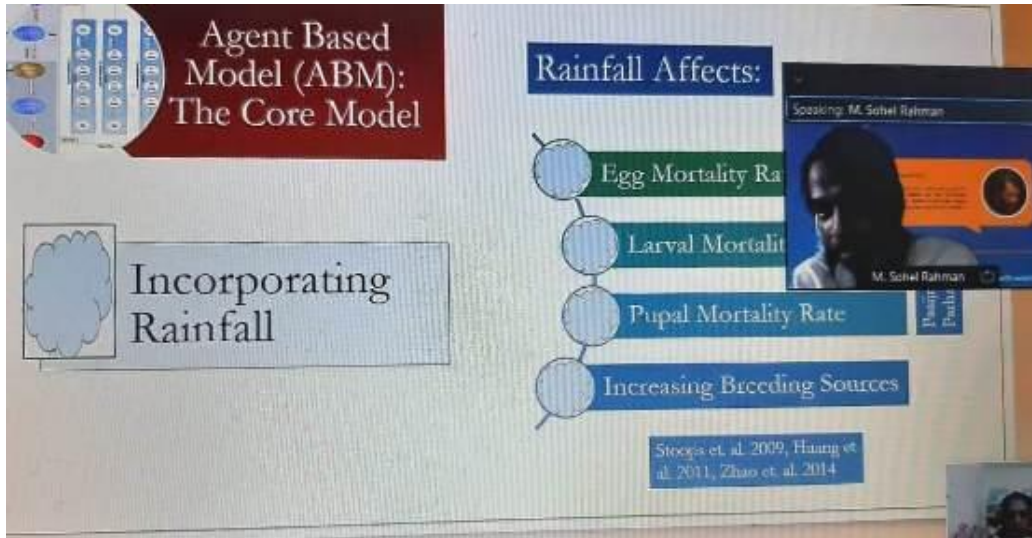 Agent Based
Model (ABM):
The Core Model
Incorporating
Rainfall
Rainfall Affects:
Egg Mortality Ra
Larval Mortalit
Pupal Mortality Rate
Increasing Breeding Sources
Stoops et. al. 2009, Huang et
al. 2011, Zhao et. al. 2014
Speaking: M. Sohel Rahman
M. Sohel Rahman